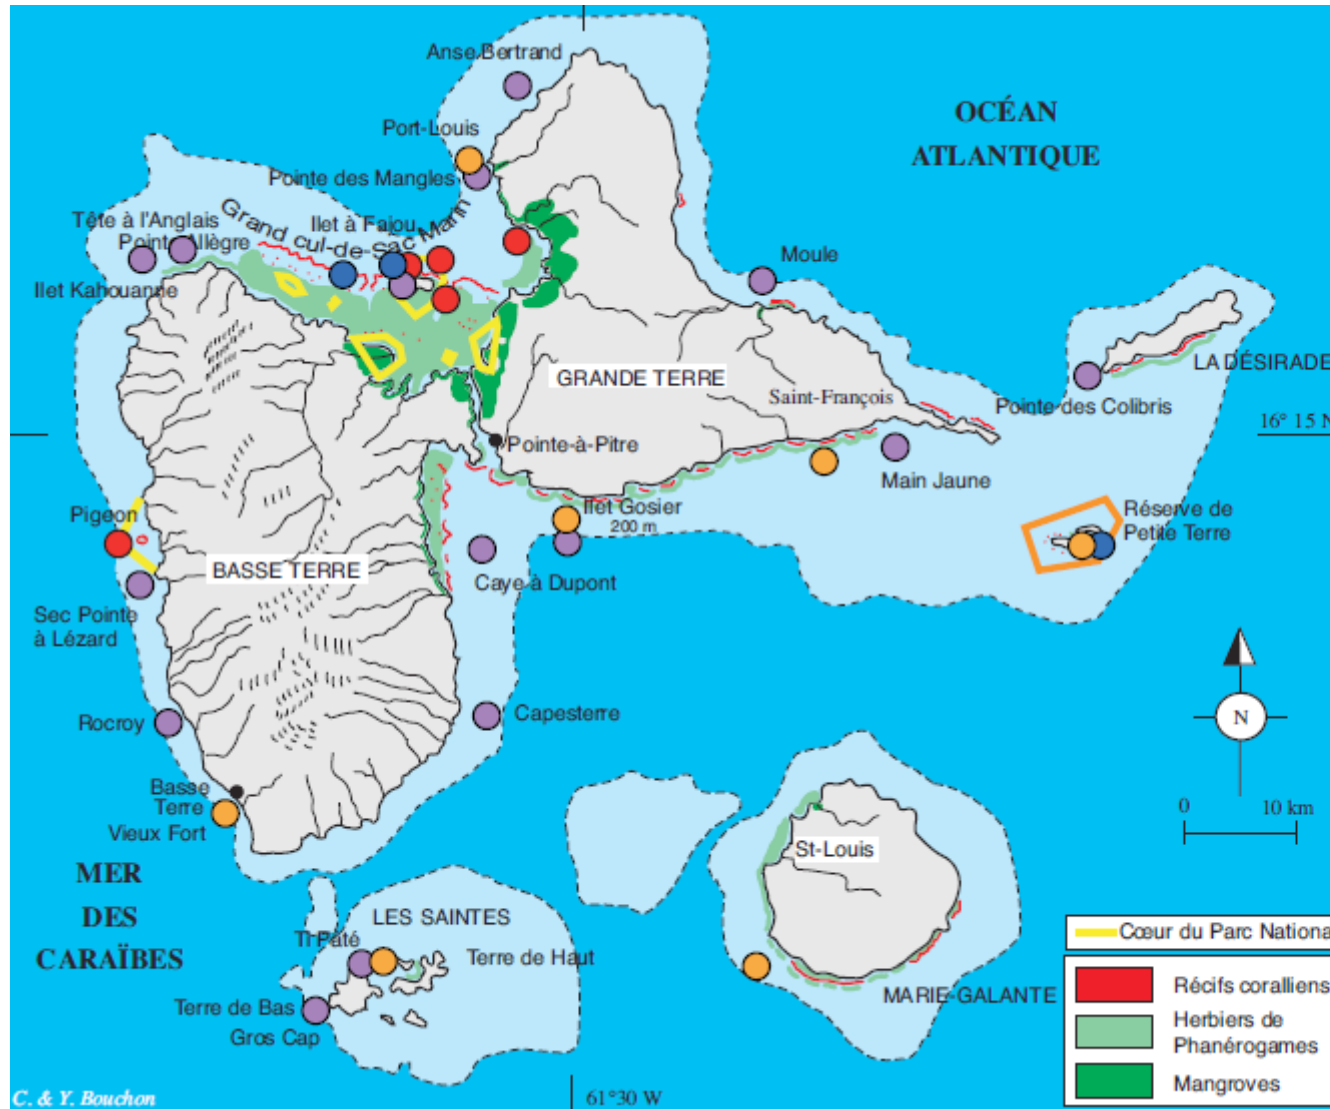 Anse Bertrand
OCÉAN
ATLANTIQUE
Port-Louis
Pointe des Mangles
Tête à l'Anglais
Pointe Allègre
Grand cul-de-Sac Marin
Ilet à Fajou
Ilet Kahouanne
Moule
LA DÉSIRADE
Pointe des Colibris
GRANDE TERRE
Saint-François
16° 15 N
Pointe-à-Pitre
Main Jaune
Pigeon
Ilet Gosier
200 m
Réserve de
Petite Terre
BASSE TERRE
Caye à Dupont
Sec Pointe
à Lézard
Rocroy
Capesterre
N
Basse
Terre
Vieux Fort
0 10 km
St-Louis
MER
DES
CARAÏBES
LES SAINTES
Ti Paté
Terre de Haut
Terre de Bas
Gros Cap
MARIE-GALANTE
Cœur du Parc Nationa
Récifs coralliens
Herbiers de
Phanérogames
Mangroves
C. & Y. Bouchon
61°30 W